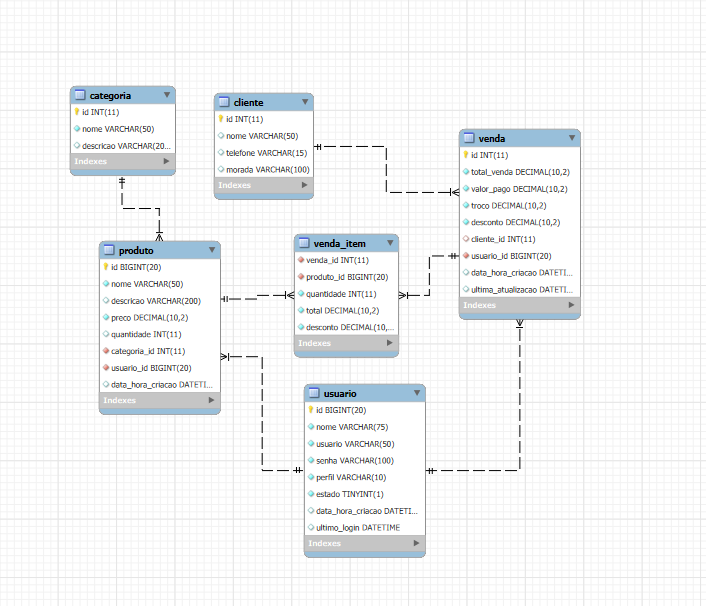 categoria
id INT(11)
nome VARCHAR(50)
descricao VARCHAR(20...
Indexes
cliente
id INT(11)
nome VARCHAR(50)
telefone VARCHAR(15)
morada VARCHAR(100)
Indexes
venda
id INT(11)
total_venda DECIMAL(10,2)
valor_pago DECIMAL(10,2)
troco DECIMAL(10,2)
desconto DECIMAL(10,2)
cliente_id INT(11)
usuario_id BIGINT(20)
data_hora_criacao DATETI...
ultima_atualizacao DATETI...
Indexes
produto
id BIGINT(20)
nome VARCHAR(50)
descricao VARCHAR(200)
preco DECIMAL(10,2)
quantidade INT(11)
categoria_id INT(11)
usuario_id BIGINT(20)
data_hora_criacao DATETI...
Indexes
venda_item
venda_id INT(11)
produto_id BIGINT(20)
quantidade INT(11)
total DECIMAL(10,2)
desconto DECIMAL(10,...
Indexes
usuario
id BIGINT(20)
nome VARCHAR(75)
usuario VARCHAR(50)
senha VARCHAR(100)
perfil VARCHAR(10)
estado TINYINT(1)
data_hora_criacao DATETI...
ultimo_login DATETIME
Indexes